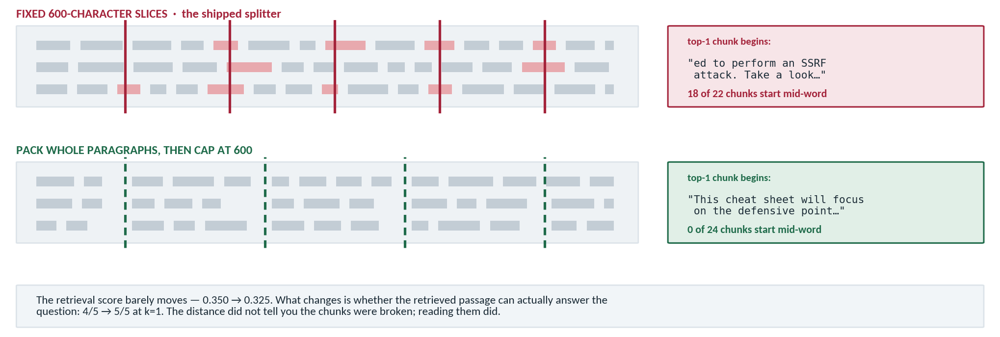 FIXED 600-CHARACTER SLICES · the shipped splitter
top-1 chunk begins:
"ed to perform an SSRF
attack. Take a look…"
18 of 22 chunks start mid-word
PACK WHOLE PARAGRAPHS, THEN CAP AT 600
top-1 chunk begins:
"This cheat sheet will focus
on the defensive point…"
0 of 24 chunks start mid-word
The retrieval score barely moves — 0.350 → 0.325. What changes is whether the retrieved passage can actually answer the
question: 4/5 → 5/5 at k=1. The distance did not tell you the chunks were broken; reading them did.